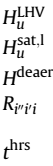 H_u^LHV
H_u^sat,l
H^deaer
R_i''i'i
t^hrs